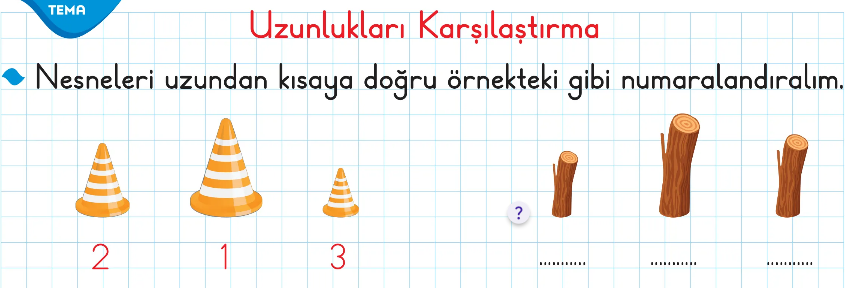 TEMA
Uzunlukları Karşılaştırma
Nesneleri uzundan kısaya doğru örnekteki gibi numaralandıralım.
?
2 1 3 ............ ............ ............